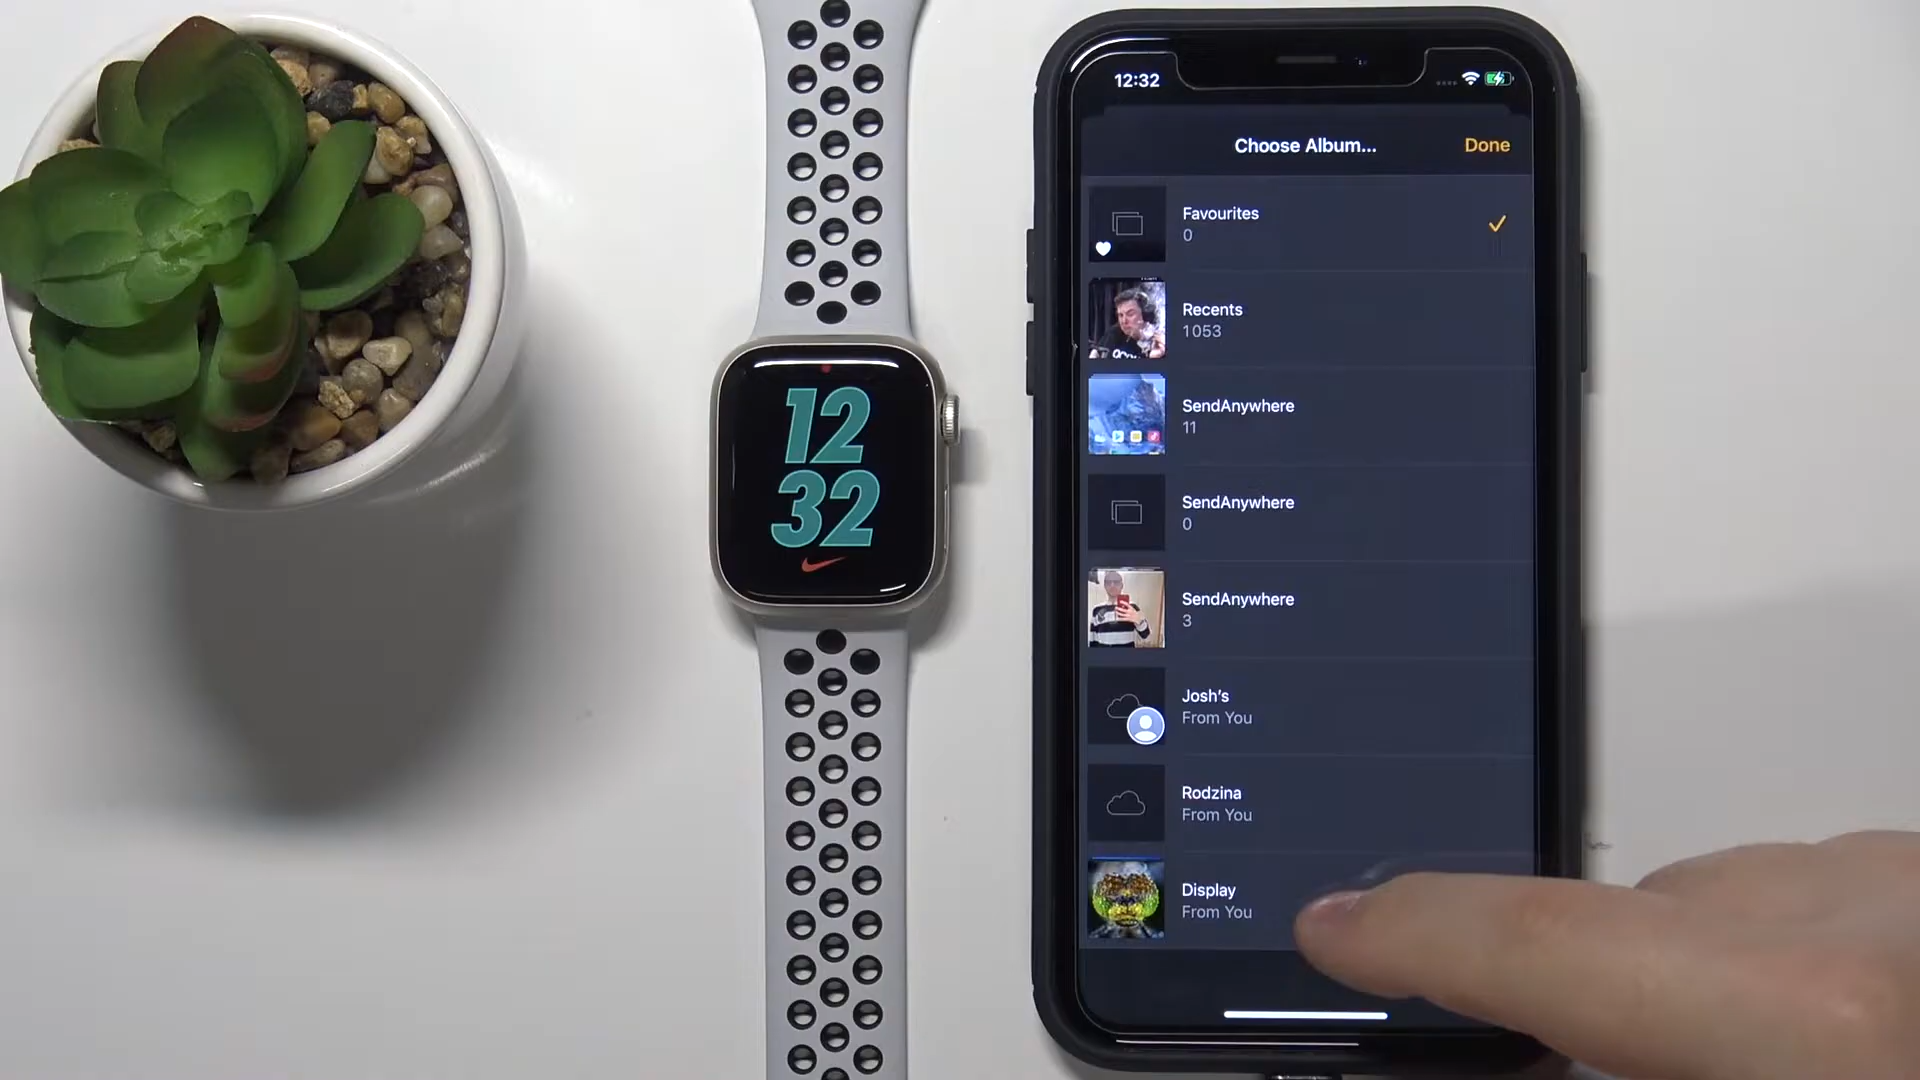 12
32
12:32
Choose Album...
Done
Favourites
0
Recents
1053
SendAnywhere
11
SendAnywhere
0
SendAnywhere
3
Josh's
From You
Rodzina
From You
Display
From You